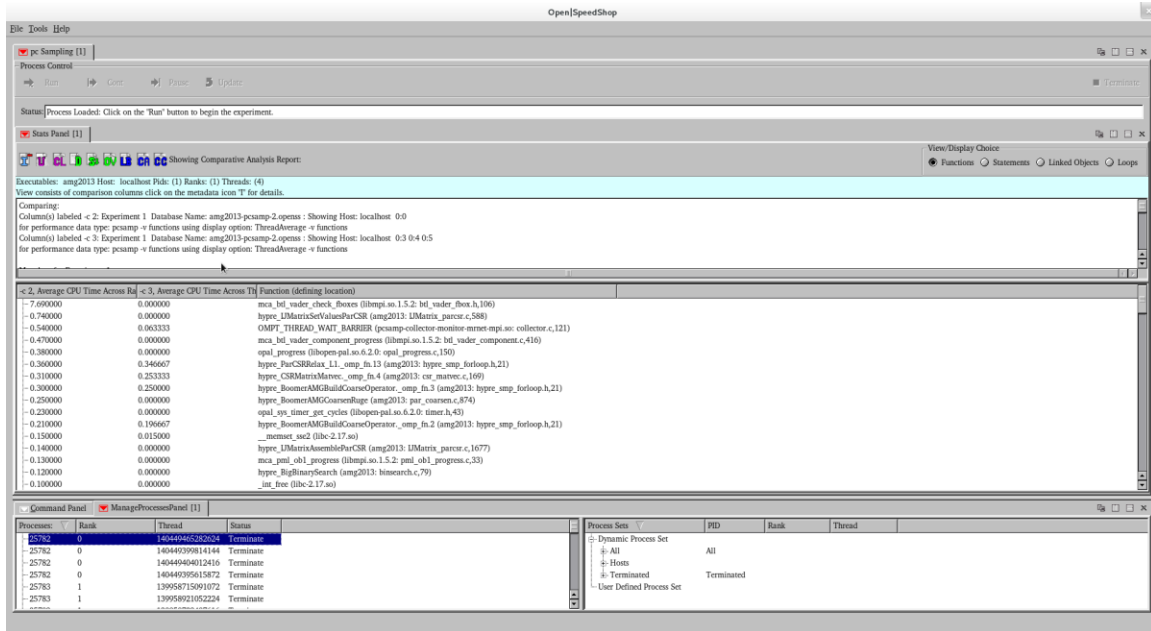 Open|SpeedShop
File Tools Help
pc Sampling [1]
Process Control
Run Cont Pause Update Terminate
Status: Process Loaded: Click on the "Run" button to begin the experiment.
Stats Panel [1]
View/Display Choice
CL LB CA CC Showing Comparative Analysis Report:
Functions Statements Linked Objects Loops
Executables: amg2013 Host: localhost Pids: (1) Ranks: (1) Threads: (4)
View consists of comparison columns click on the metadata icon 'I' for details.
Comparing:
Column(s) labeled -c 2: Experiment 1 Database Name: amg2013-pcsamp-2.openss : Showing Host: localhost 0:0
for performance data type: pcsamp -v functions using display option: ThreadAverage -v functions
Column(s) labeled -c 3: Experiment 1 Database Name: amg2013-pcsamp-2.openss : Showing Host: localhost 0:3 0:4 0:5
for performance data type: pcsamp -v functions using display option: ThreadAverage -v functions
-c 2, Average CPU Time Across Ra -c 3, Average CPU Time Across Th Function (defining location)
7.690000 0.000000 mca_btl_vader_check_fboxes (libmpi.so.1.5.2: btl_vader_fbox.h,106)
0.740000 0.000000 hypre_IJMatrixSetValuesParCSR (amg2013: IJMatrix_parcsr.c,588)
0.540000 0.063333 OMPT_THREAD_WAIT_BARRIER (pcsamp-collector-monitor-mrnet-mpi.so: collector.c,121)
0.470000 0.000000 mca_btl_vader_component_progress (libmpi.so.1.5.2: btl_vader_component.c,416)
0.380000 0.000000 opal_progress (libopen-pal.so.6.2.0: opal_progress.c,150)
0.360000 0.346667 hypre_ParCSRRelax_L1._omp_fn.13 (amg2013: hypre_smp_forloop.h,21)
0.310000 0.253333 hypre_CSRMatrixMatvec._omp_fn.4 (amg2013: csr_matvec.c,169)
0.300000 0.250000 hypre_BoomerAMGBuildCoarseOperator._omp_fn.3 (amg2013: hypre_smp_forloop.h,21)
0.250000 0.000000 hypre_BoomerAMGCoarsenRuge (amg2013: par_coarsen.c,874)
0.230000 0.000000 opal_sys_timer_get_cycles (libopen-pal.so.6.2.0: timer.h,43)
0.210000 0.196667 hypre_BoomerAMGBuildCoarseOperator._omp_fn.2 (amg2013: hypre_smp_forloop.h,21)
0.150000 0.015000 __memset_sse2 (libc-2.17.so)
0.140000 0.000000 hypre_IJMatrixAssembleParCSR (amg2013: IJMatrix_parcsr.c,1677)
0.130000 0.000000 mca_pml_ob1_progress (libmpi.so.1.5.2: pml_ob1_progress.c,33)
0.120000 0.000000 hypre_BigBinarySearch (amg2013: binsearch.c,79)
0.100000 0.000000 _int_free (libc-2.17.so)
Command Panel ManageProcessesPanel [1]
Processes: Rank Thread Status Process Sets PID Rank Thread
25782 0 140449465282624 Terminate Dynamic Process Set
25782 0 140449399814144 Terminate All All
25782 0 140449404012416 Terminate Hosts
25782 0 140449395615872 Terminate Terminated Terminated
25783 1 139958715091072 Terminate User Defined Process Set
25783 1 139958921052224 Terminate